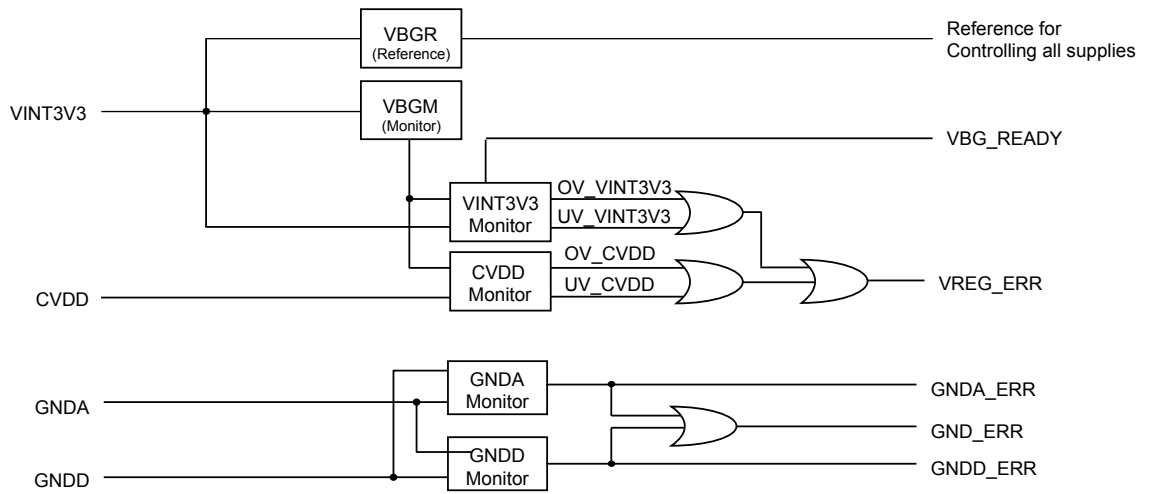 VBGR
(Reference)
Reference for
Controlling all supplies
VINT3V3
VBGM
(Monitor)
VBG_READY
OV_VINT3V3
VINT3V3
Monitor
UV_VINT3V3
OV_CVDD
CVDD
Monitor
UV_CVDD
CVDD
VREG_ERR
GNDA
Monitor
GNDA_ERR
GNDA
GND_ERR
GNDD
Monitor
GNDD_ERR
GNDD